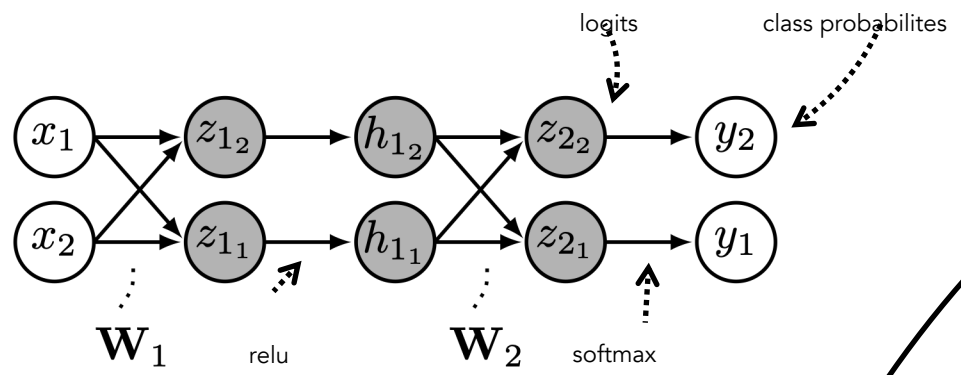 logits class probabilites
x₁ z₁₂ h₁₂ z₂₂ y₂
x₂ z₁₁ h₁₁ z₂₁ y₁
W₁ relu W₂ softmax